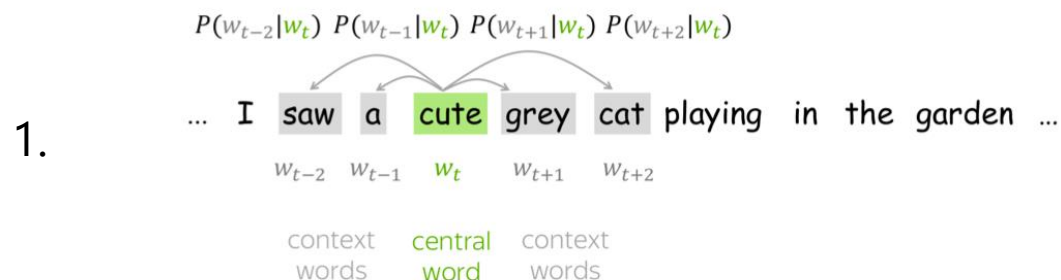 P(w_{t-2}|w_t) P(w_{t-1}|w_t) P(w_{t+1}|w_t) P(w_{t+2}|w_t)
1.
... I saw a cute grey cat playing in the garden ...
w_{t-2} w_{t-1} w_t w_{t+1} w_{t+2}
context central context
words word words